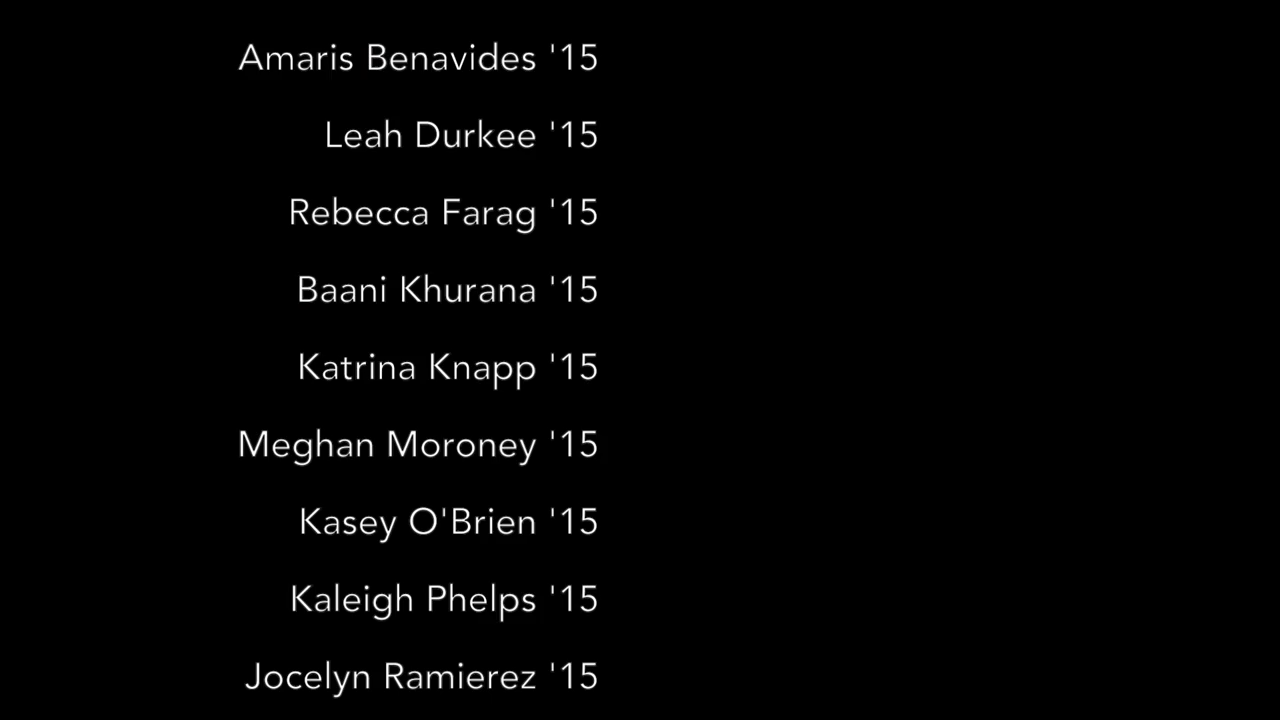 Amaris Benavides '15
Leah Durkee '15
Rebecca Farag '15
Baani Khurana '15
Katrina Knapp '15
Meghan Moroney '15
Kasey O'Brien '15
Kaleigh Phelps '15
Jocelyn Ramierez '15